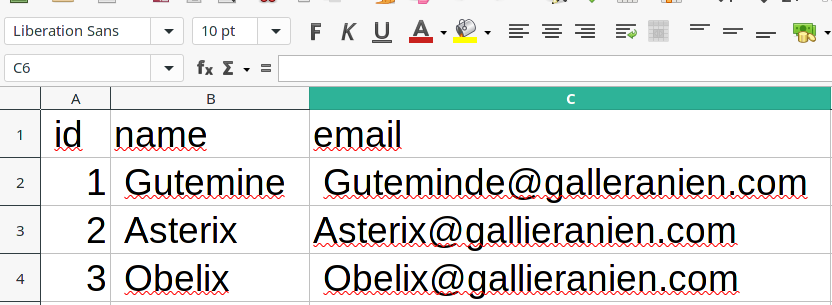 Liberation Sans 10 pt F K U A
C6 fx Σ =
A B C
1 id name email
2 1 Gutemine Guteminde@galleranien.com
3 2 Asterix Asterix@gallieranien.com
4 3 Obelix Obelix@gallieranien.com